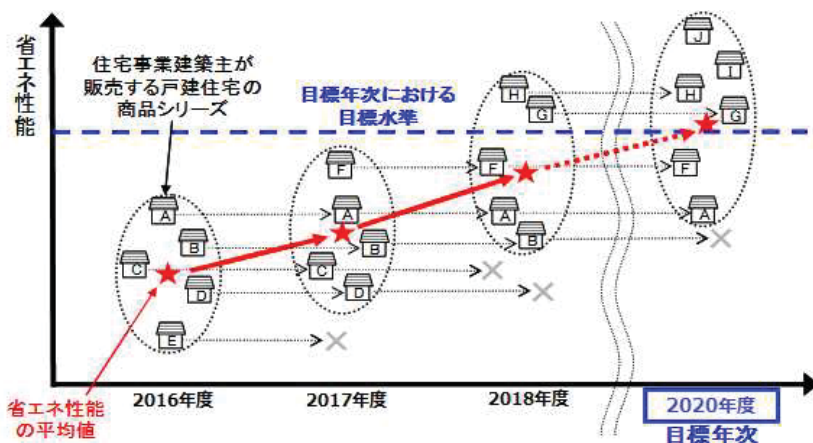 省エネ性能
住宅事業建築主が
販売する戸建住宅の
商品シリーズ
目標年次における
目標水準
A
B
C
D
E
F
A
B
C
D
H
G
F
A
B
J
I
H
G
F
A
省エネ性能
の平均値
2016年度
2017年度
2018年度
2020年度
目標年次